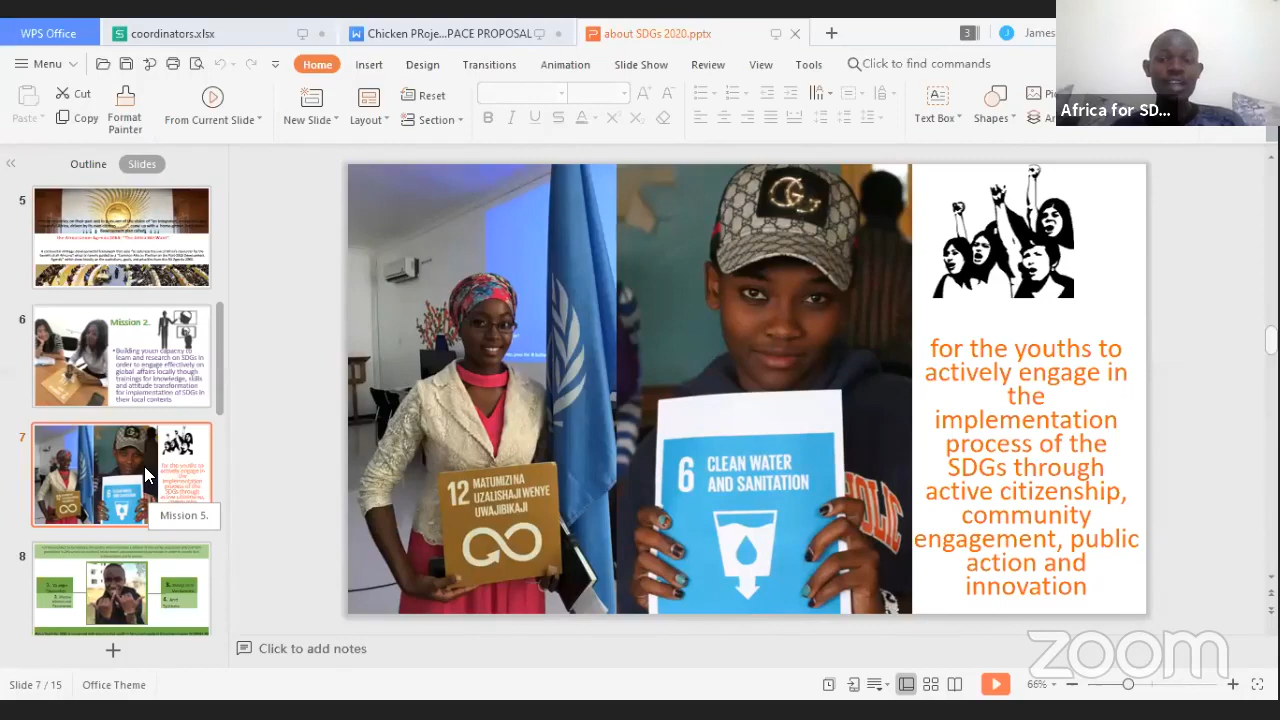 WPS Office
coordinators.xlsx
Chicken PRoje...PACE PROPOSAL
about SDGs 2020.pptx
3
J
James
Menu
Home
Insert
Design
Transitions
Animation
Slide Show
Review
View
Tools
Click to find commands
Paste
Cut
Copy
Format
Painter
From Current Slide
New Slide
Reset
Section
B I U S A
Text Box
Shapes
Africa for SD...
Outline
Slides
5
6
Mission 2..
Building youth capacity to
learn and research on SDGs in
order to engage effectively on
global affairs locally though
trainings for knowledge, skills
and attitude transformation
for implementation of SDGs in
their local contexts
7
Mission 5.
8
12 MATUMIZI NA
UZALISHAJI WENYE
UWAJIBIKAJI
6 CLEAN WATER
AND SANITATION
for the youths to
actively engage in
the
implementation
process of the
SDGs through
active citizenship,
community
engagement, public
action and
innovation
Click to add notes
zoom
Slide 7 / 15
Office Theme
66%